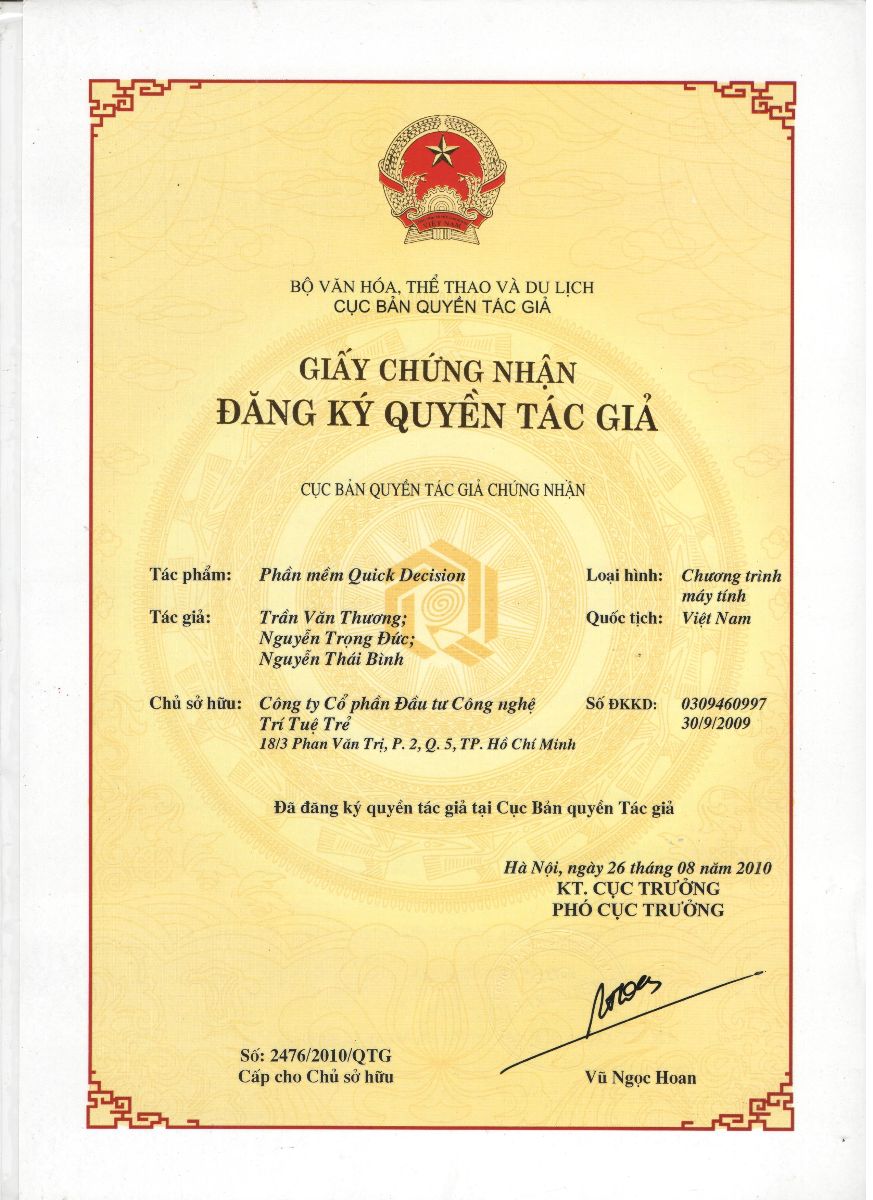 VIỆT NAM
BỘ VĂN HÓA, THỂ THAO VÀ DU LỊCH
CỤC BẢN QUYỀN TÁC GIẢ
GIẤY CHỨNG NHẬN
ĐĂNG KÝ QUYỀN TÁC GIẢ
CỤC BẢN QUYỀN TÁC GIẢ CHỨNG NHẬN
Tác phẩm: Phần mềm Quick Decision Loại hình: Chương trình
máy tính
Tác giả: Trần Văn Thương; Quốc tịch: Việt Nam
Nguyễn Trọng Đức;
Nguyễn Thái Bình
Chủ sở hữu: Công ty Cổ phần Đầu tư Công nghệ Số ĐKKD: 0309460997
Trí Tuệ Trẻ 30/9/2009
18/3 Phan Văn Trị, P. 2, Q. 5, TP. Hồ Chí Minh
Đã đăng ký quyền tác giả tại Cục Bản quyền Tác giả
Hà Nội, ngày 26 tháng 08 năm 2010
KT. CỤC TRƯỞNG
PHÓ CỤC TRƯỞNG
Số: 2476/2010/QTG
Cấp cho Chủ sở hữu Vũ Ngọc Hoan